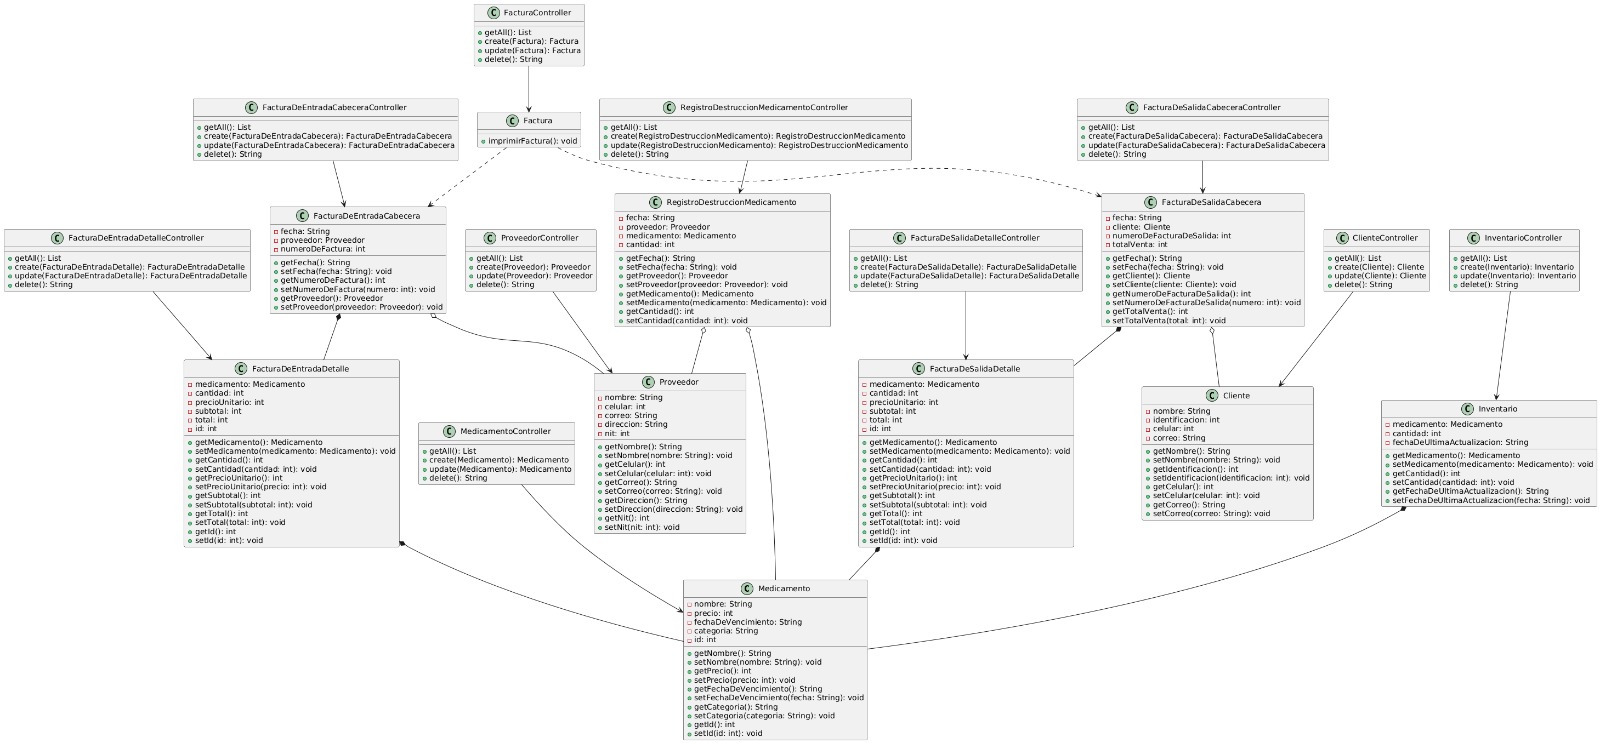 FacturaController
getAll(): List
create(Factura): Factura
update(Factura): Factura
delete(): String
FacturaDeEntradaCabeceraController
getAll(): List
create(FacturaDeEntradaCabecera): FacturaDeEntradaCabecera
update(FacturaDeEntradaCabecera): FacturaDeEntradaCabecera
delete(): String
Factura
imprimirFactura(): void
RegistroDestruccionMedicamentoController
getAll(): List
create(RegistroDestruccionMedicamento): RegistroDestruccionMedicamento
update(RegistroDestruccionMedicamento): RegistroDestruccionMedicamento
delete(): String
FacturaDeSalidaCabeceraController
getAll(): List
create(FacturaDeSalidaCabecera): FacturaDeSalidaCabecera
update(FacturaDeSalidaCabecera): FacturaDeSalidaCabecera
delete(): String
FacturaDeEntradaDetalleController
getAll(): List
create(FacturaDeEntradaDetalle): FacturaDeEntradaDetalle
update(FacturaDeEntradaDetalle): FacturaDeEntradaDetalle
delete(): String
FacturaDeEntradaCabecera
fecha: String
proveedor: Proveedor
numeroDeFactura: int
getFecha(): String
setFecha(fecha: String): void
getNumeroDeFactura(): int
setNumeroDeFactura(numero: int): void
getProveedor(): Proveedor
setProveedor(proveedor: Proveedor): void
ProveedorController
getAll(): List
create(Proveedor): Proveedor
update(Proveedor): Proveedor
delete(): String
RegistroDestruccionMedicamento
fecha: String
proveedor: Proveedor
medicamento: Medicamento
cantidad: int
getFecha(): String
setFecha(fecha: String): void
getProveedor(): Proveedor
setProveedor(proveedor: Proveedor): void
getMedicamento(): Medicamento
setMedicamento(medicamento: Medicamento): void
getCantidad(): int
setCantidad(cantidad: int): void
FacturaDeSalidaDetalleController
getAll(): List
create(FacturaDeSalidaDetalle): FacturaDeSalidaDetalle
update(FacturaDeSalidaDetalle): FacturaDeSalidaDetalle
delete(): String
FacturaDeSalidaCabecera
fecha: String
cliente: Cliente
numeroDeFacturaDeSalida: int
totalVenta: int
getFecha(): String
setFecha(fecha: String): void
getCliente(): Cliente
setCliente(cliente: Cliente): void
getNumeroDeFacturaDeSalida(): int
setNumeroDeFacturaDeSalida(numero: int): void
getTotalVenta(): int
setTotalVenta(total: int): void
ClienteController
getAll(): List
create(Cliente): Cliente
update(Cliente): Cliente
delete(): String
InventarioController
getAll(): List
create(Inventario): Inventario
update(Inventario): Inventario
delete(): String
FacturaDeEntradaDetalle
medicamento: Medicamento
cantidad: int
precioUnitario: int
subtotal: int
total: int
id: int
getMedicamento(): Medicamento
setMedicamento(medicamento: Medicamento): void
getCantidad(): int
setCantidad(cantidad: int): void
getPrecioUnitario(): int
setPrecioUnitario(precio: int): void
getSubtotal(): int
setSubtotal(subtotal: int): void
getTotal(): int
setTotal(total: int): void
getId(): int
setId(id: int): void
MedicamentoController
getAll(): List
create(Medicamento): Medicamento
update(Medicamento): Medicamento
delete(): String
Proveedor
nombre: String
celular: int
correo: String
direccion: String
nit: int
getNombre(): String
setNombre(nombre: String): void
getCelular(): int
setCelular(celular: int): void
getCorreo(): String
setCorreo(correo: String): void
getDireccion(): String
setDireccion(direccion: String): void
getNit(): int
setNit(nit: int): void
FacturaDeSalidaDetalle
medicamento: Medicamento
cantidad: int
precioUnitario: int
subtotal: int
total: int
id: int
getMedicamento(): Medicamento
setMedicamento(medicamento: Medicamento): void
getCantidad(): int
setCantidad(cantidad: int): void
getPrecioUnitario(): int
setPrecioUnitario(precio: int): void
getSubtotal(): int
setSubtotal(subtotal: int): void
getTotal(): int
setTotal(total: int): void
getId(): int
setId(id: int): void
Cliente
nombre: String
identificacion: int
celular: int
correo: String
getNombre(): String
setNombre(nombre: String): void
getIdentificacion(): int
setIdentificacion(identificacion: int): void
getCelular(): int
setCelular(celular: int): void
getCorreo(): String
setCorreo(correo: String): void
Inventario
medicamento: Medicamento
cantidad: int
fechaDeUltimaActualizacion: String
getMedicamento(): Medicamento
setMedicamento(medicamento: Medicamento): void
getCantidad(): int
setCantidad(cantidad: int): void
getFechaDeUltimaActualizacion(): String
setFechaDeUltimaActualizacion(fecha: String): void
Medicamento
nombre: String
precio: int
fechaDeVencimiento: String
categoria: String
id: int
getNombre(): String
setNombre(nombre: String): void
getPrecio(): int
setPrecio(precio: int): void
getFechaDeVencimiento(): String
setFechaDeVencimiento(fecha: String): void
getCategoria(): String
setCategoria(categoria: String): void
getId(): int
setId(id: int): void